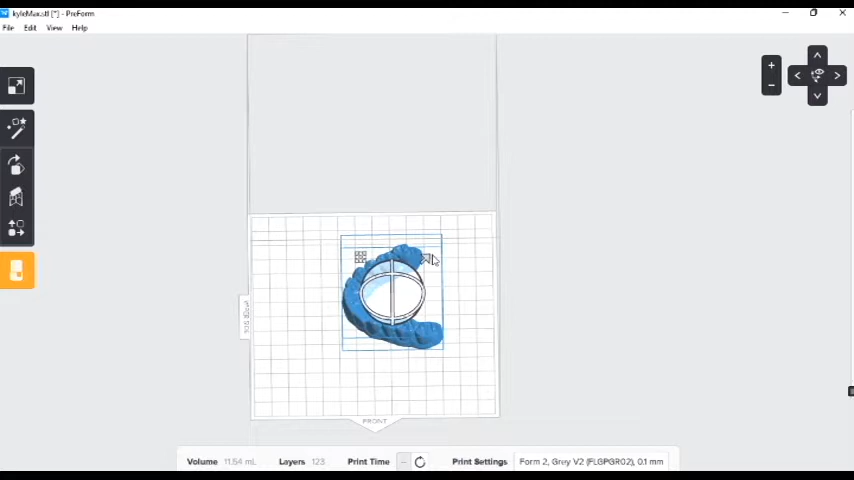 kyleMax.stl [*] - PreForm
File Edit View Help
FRONT
Volume 11.54 mL Layers 123 Print Time Print Settings Form 2, Grey V2 (FLGPGR02), 0.1 mm